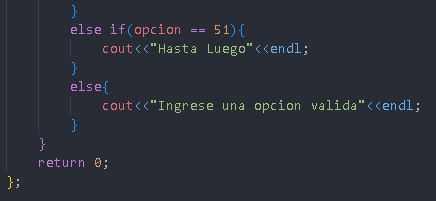 }
else if(opcion == 51){
cout<<"Hasta Luego"<<endl;
}
else{
cout<<"Ingrese una opcion valida"<<endl;
}
}
return 0;
};